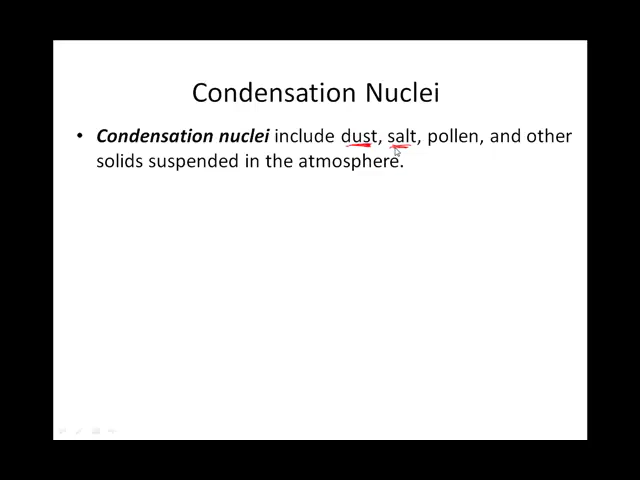 Condensation Nuclei
• Condensation nuclei include dust, salt, pollen, and other
solids suspended in the atmosphere.